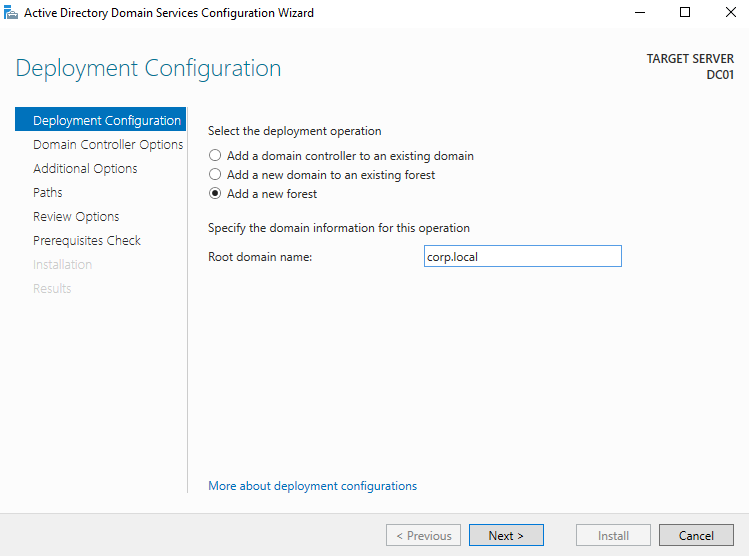 Active Directory Domain Services Configuration Wizard
Deployment Configuration
TARGET SERVER
DC01
Deployment Configuration
Domain Controller Options
Additional Options
Paths
Review Options
Prerequisites Check
Installation
Results
Select the deployment operation
Add a domain controller to an existing domain
Add a new domain to an existing forest
Add a new forest
Specify the domain information for this operation
Root domain name:
corp.local
More about deployment configurations
< Previous
Next >
Install
Cancel